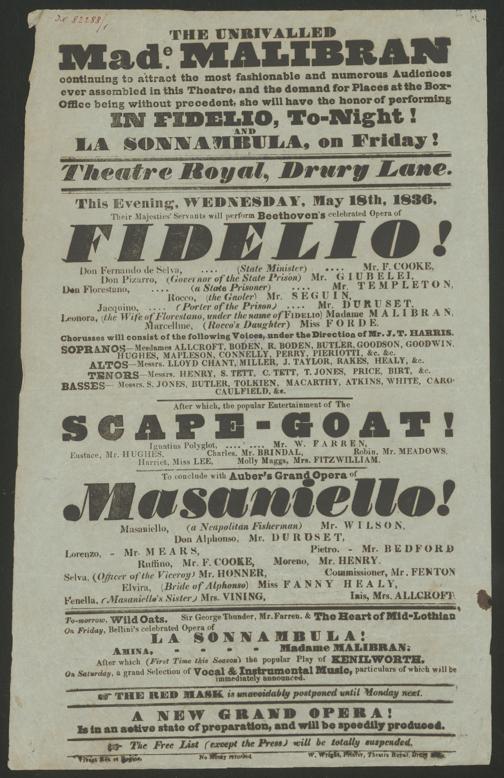 THE UNRIVALLED
Made. MALIBRAN
continuing to attract the most fashionable and numerous Audiences
ever assembled in this Theatre, and the demand for Places at the Box-
Office being without precedent, she will have the honor of performing
IN FIDELIO, To-Night!
AND
LA SONNAMBULA, on Friday!
Theatre Royal, Drury Lane.
This Evening, WEDNESDAY, May 18th, 1836,
Their Majesties' Servants will perform Beethoven's celebrated Opera of
FIDELIO!
Don Fernando de Selva, .... (State Minister) .... Mr. F. COOKE,
Don Pizarro, (Governor of the State Prison) Mr. GIUBELEI,
Don Florestano, .... (a State Prisoner) .... Mr. TEMPLETON,
Rocco, (the Gaoler) Mr. SEGUIN,
Jacquino, .... (Porter of the Prison) .... Mr. DURUSET,
Leonora, (the Wife of Florestano, under the name of FIDELIO) Madame MALIBRAN,
Marcelline, (Rocco's Daughter) Miss FORDE.
Chorusses will consist of the following Voices, under the Direction of Mr. J. T. HARRIS.
SOPRANOS—Mesdames ALLCROFT, BODEN, R. BODEN, BUTLER, GOODSON, GOODWIN,
HUGHES, MAPLESON, CONNELLY, PERRY, PIERIOTTI, &c. &c.
ALTOS—Messrs. LLOYD CHANT, MILLER, J. TAYLOR, RAKES, HEALY, &c.
TENORS—Messrs. HENRY, S. TETT, C. TETT, T. JONES, PRICE, BIRT, &c.
BASSES—Messrs. S. JONES, BUTLER, TOLKIEN, MACARTHY, ATKINS, WHITE, CARO-
CAULFIELD, &c.
After which, the popular Entertainment of The
SCAPE-GOAT!
Ignatius Polyglot, .... .... Mr. W. FARREN,
Eustace, Mr. HUGHES, Charles, Mr. BRINDAL, Robin, Mr. MEADOWS,
Harriet, Miss LEE, Molly Maggs, Mrs. FITZWILLIAM.
To conclude with Auber's Grand Opera of
Masaniello!
Masaniello, (a Neapolitan Fisherman) Mr. WILSON,
Don Alphonso, Mr. DURUSET,
Lorenzo, - Mr. MEARS, Pietro. - Mr. BEDFORD
Ruffino, Mr. F. COOKE, Moreno, Mr. HENRY.
Selva, (Officer of the Viceroy) Mr. HONNER, Commissioner, Mr. FENTON
Elvira, (Bride of Alphonso) Miss FANNY HEALY,
Fenella, (Masaniello's Sister) Mrs. VINING, Inis, Mrs. ALLCROFT
To-morrow, Wild Oats. Sir George Thunder, Mr. Farren, & The Heart of Mid-Lothian
On Friday, Bellini's celebrated Opera of
LA SONNAMBULA!
AMINA, - - - - Madame MALIBRAN;
After which (First Time this Season) the popular Play of KENILWORTH.
On Saturday, a grand Selection of Vocal & Instrumental Music, particulars of which will be
immediately announced.
☞ THE RED MASK is unavoidably postponed until Monday next.
A NEW GRAND OPERA!
Is in an active state of preparation, and will be speedily produced.
☞ The Free List (except the Press) will be totally suspended.
Vivant Rex et Regina. No Money returned. W. Wright, Printer, Theatre Royal, Drury Lane.